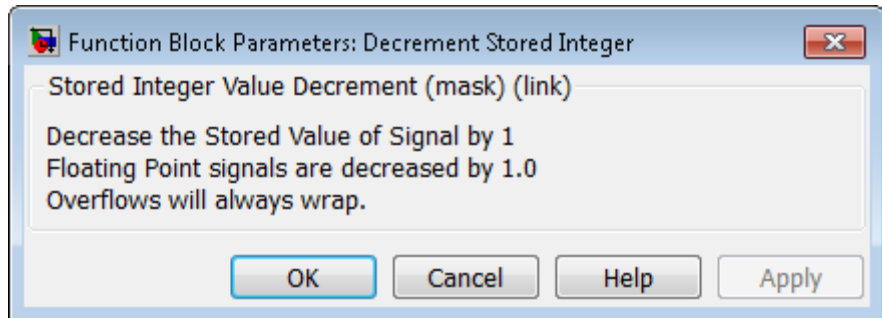 Function Block Parameters: Decrement Stored Integer
Stored Integer Value Decrement (mask) (link)
Decrease the Stored Value of Signal by 1
Floating Point signals are decreased by 1.0
Overflows will always wrap.
OK Cancel Help Apply